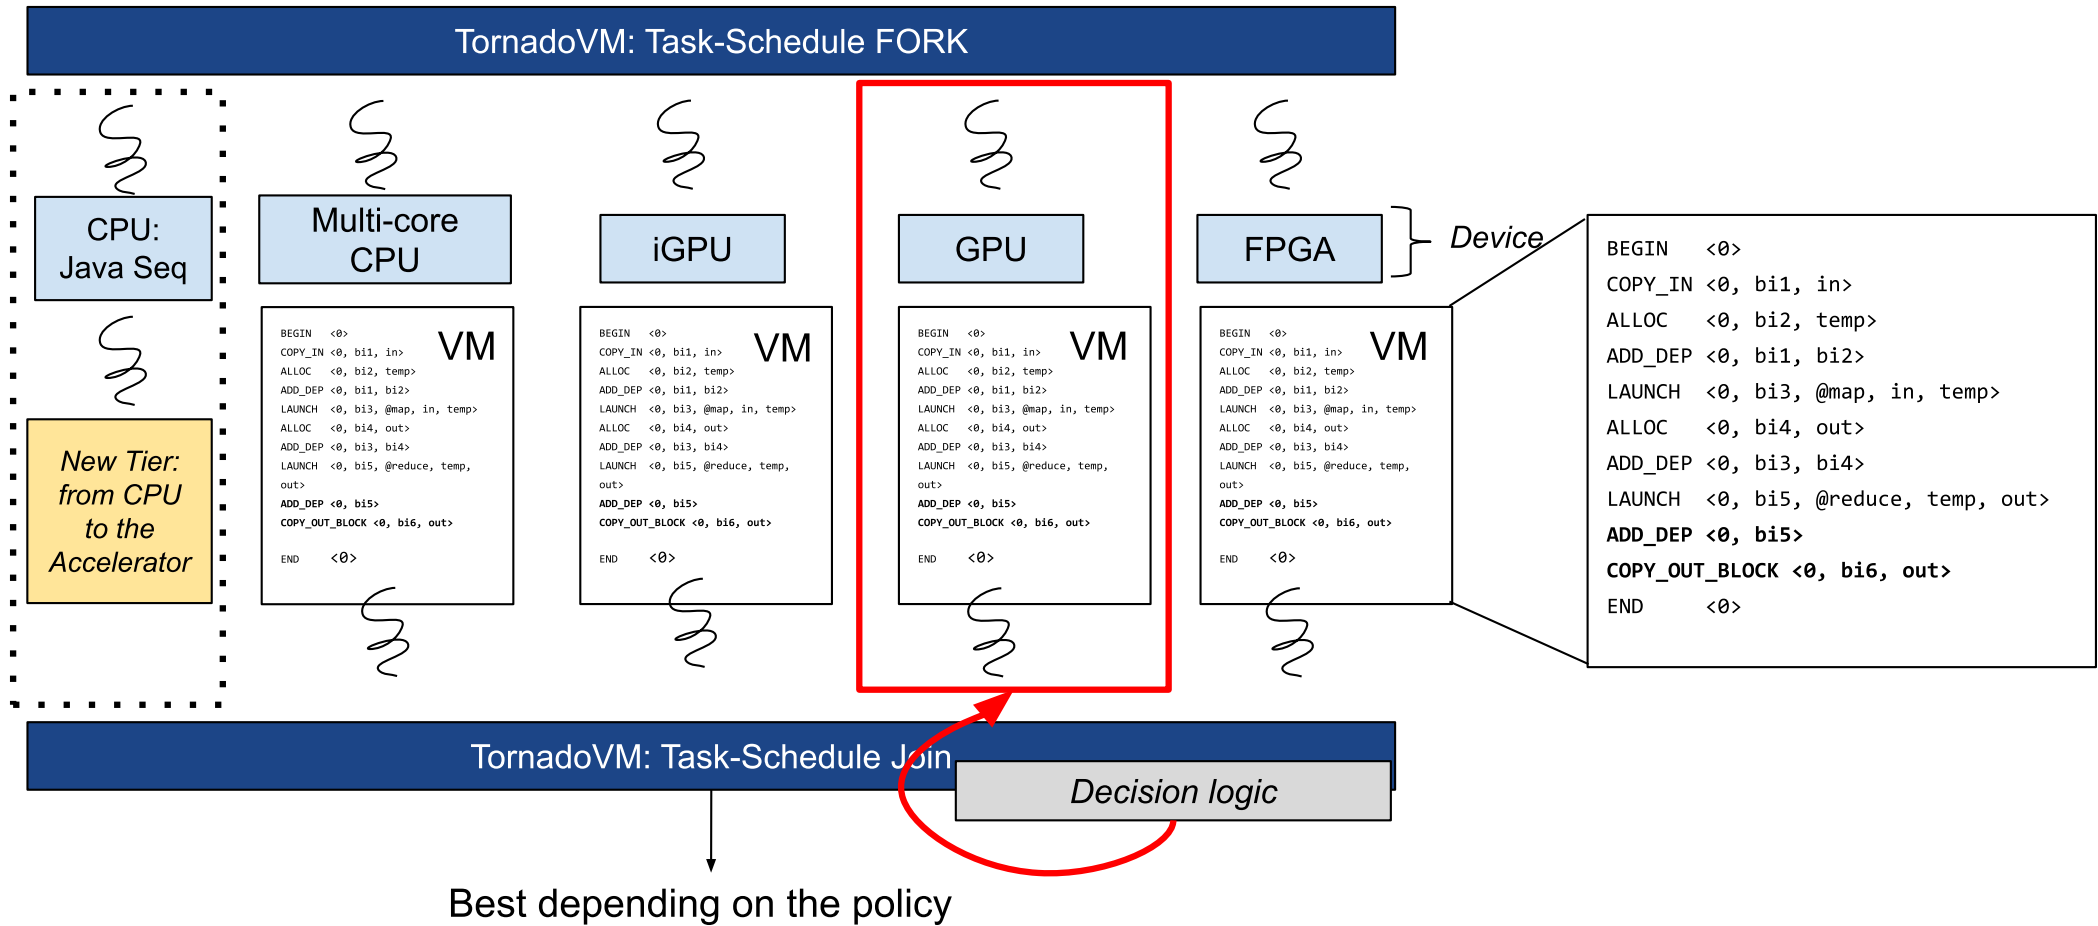 TornadoVM: Task-Schedule FORK
CPU:
Java Seq
New Tier:
from CPU
to the
Accelerator
Multi-core
CPU
VM
BEGIN <0>
COPY_IN <0, bi1, in>
ALLOC <0, bi2, temp>
ADD_DEP <0, bi1, bi2>
LAUNCH <0, bi3, @map, in, temp>
ALLOC <0, bi4, out>
ADD_DEP <0, bi3, bi4>
LAUNCH <0, bi5, @reduce, temp,
out>
ADD_DEP <0, bi5>
COPY_OUT_BLOCK <0, bi6, out>
END <0>
iGPU
VM
BEGIN <0>
COPY_IN <0, bi1, in>
ALLOC <0, bi2, temp>
ADD_DEP <0, bi1, bi2>
LAUNCH <0, bi3, @map, in, temp>
ALLOC <0, bi4, out>
ADD_DEP <0, bi3, bi4>
LAUNCH <0, bi5, @reduce, temp,
out>
ADD_DEP <0, bi5>
COPY_OUT_BLOCK <0, bi6, out>
END <0>
GPU
VM
BEGIN <0>
COPY_IN <0, bi1, in>
ALLOC <0, bi2, temp>
ADD_DEP <0, bi1, bi2>
LAUNCH <0, bi3, @map, in, temp>
ALLOC <0, bi4, out>
ADD_DEP <0, bi3, bi4>
LAUNCH <0, bi5, @reduce, temp,
out>
ADD_DEP <0, bi5>
COPY_OUT_BLOCK <0, bi6, out>
END <0>
FPGA
VM
BEGIN <0>
COPY_IN <0, bi1, in>
ALLOC <0, bi2, temp>
ADD_DEP <0, bi1, bi2>
LAUNCH <0, bi3, @map, in, temp>
ALLOC <0, bi4, out>
ADD_DEP <0, bi3, bi4>
LAUNCH <0, bi5, @reduce, temp,
out>
ADD_DEP <0, bi5>
COPY_OUT_BLOCK <0, bi6, out>
END <0>
Device
BEGIN <0>
COPY_IN <0, bi1, in>
ALLOC <0, bi2, temp>
ADD_DEP <0, bi1, bi2>
LAUNCH <0, bi3, @map, in, temp>
ALLOC <0, bi4, out>
ADD_DEP <0, bi3, bi4>
LAUNCH <0, bi5, @reduce, temp, out>
ADD_DEP <0, bi5>
COPY_OUT_BLOCK <0, bi6, out>
END <0>
TornadoVM: Task-Schedule Join
Decision logic
Best depending on the policy